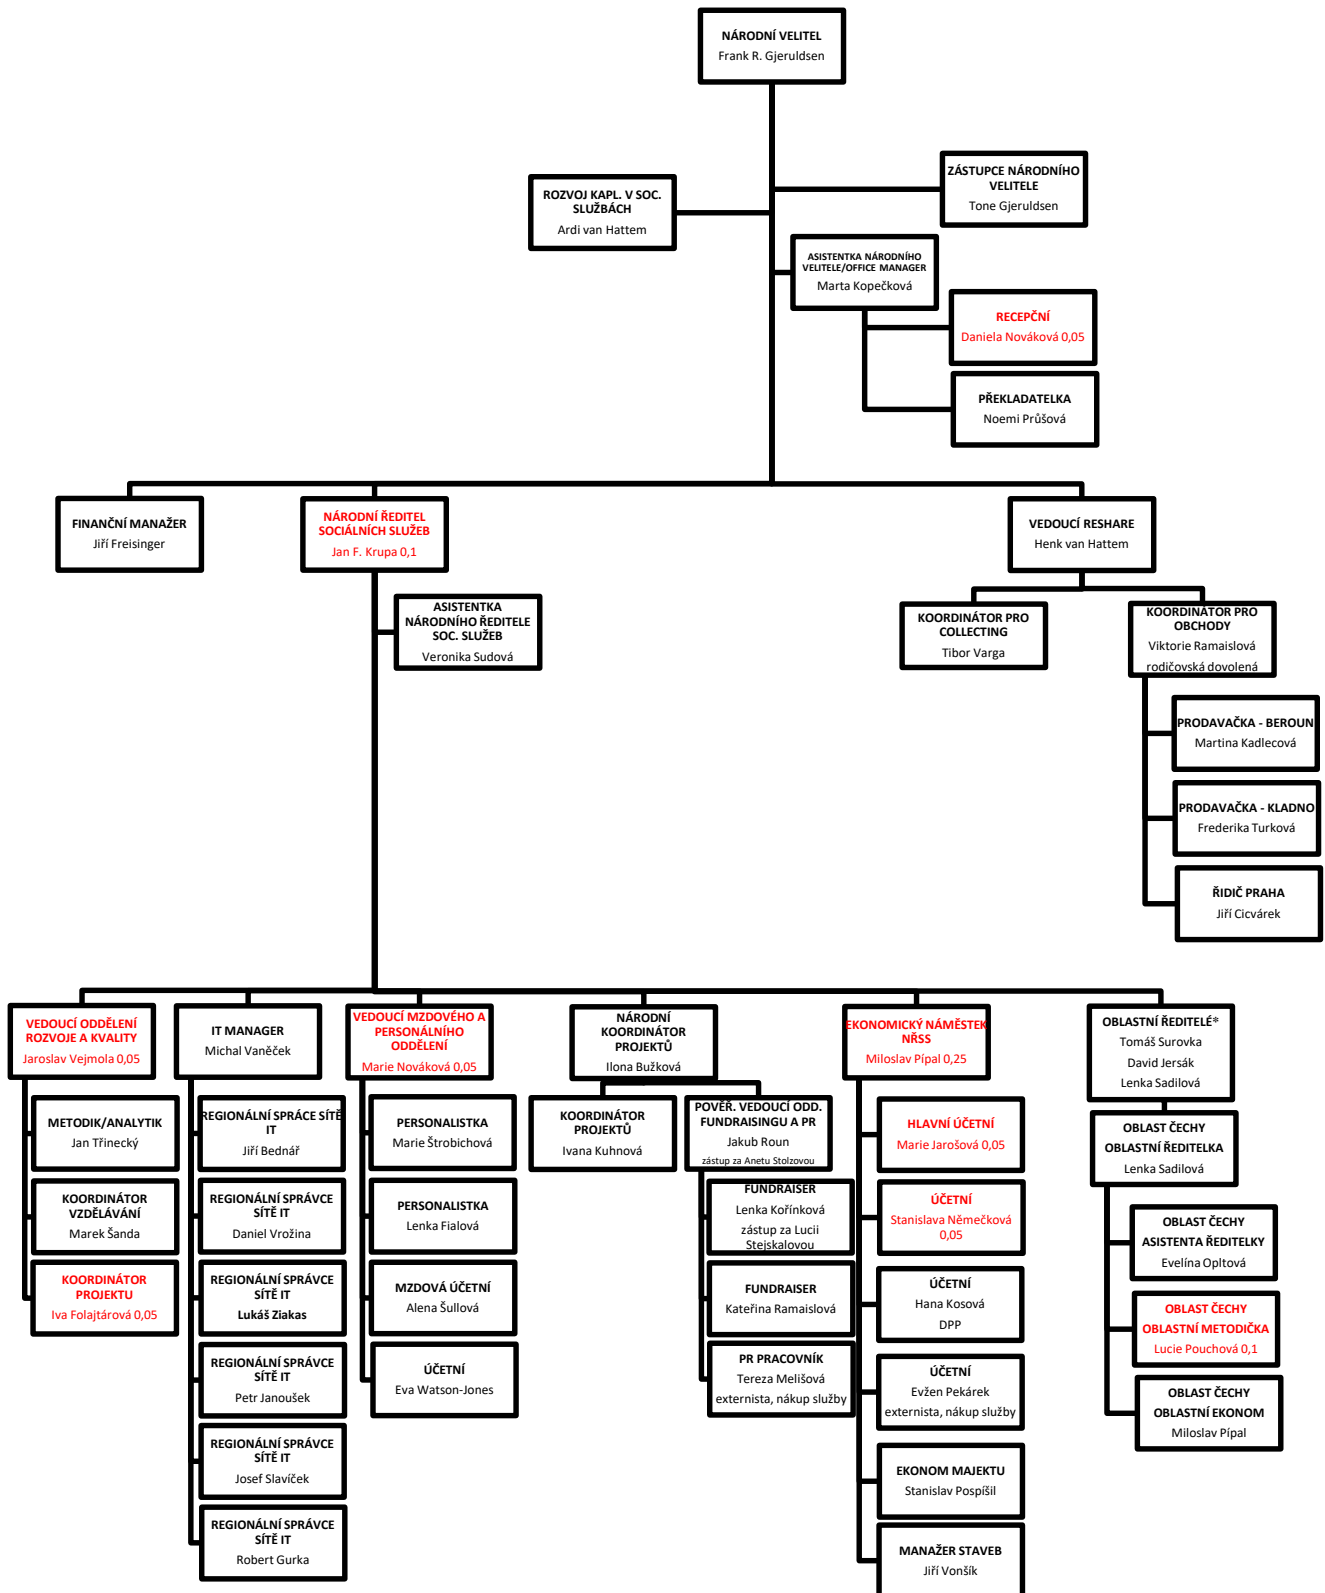 NÁRODNÍ VELITEL
Frank R. Gjeruldsen
ZÁSTUPCE NÁRODNÍHO
VELITELE
Tone Gjeruldsen
ROZVOJ KAPL. V SOC.
SLUŽBÁCH
Ardi van Hattem
ASISTENTKA NÁRODNÍHO
VELITELE/OFFICE MANAGER
Marta Kopečková
RECEPČNÍ
Daniela Nováková 0,05
PŘEKLADATELKA
Noemi Průšová
FINANČNÍ MANAŽER
Jiří Freisinger
NÁRODNÍ ŘEDITEL
SOCIÁLNÍCH SLUŽEB
Jan F. Krupa 0,1
VEDOUCÍ RESHARE
Henk van Hattem
ASISTENTKA
NÁRODNÍHO ŘEDITELE
SOC. SLUŽEB
Veronika Sudová
KOORDINÁTOR PRO
COLLECTING
Tibor Varga
KOORDINÁTOR PRO
OBCHODY
Viktorie Ramaislová
rodičovská dovolená
PRODAVAČKA - BEROUN
Martina Kadlecová
PRODAVAČKA - KLADNO
Frederika Turková
ŘIDIČ PRAHA
Jiří Cicvárek
VEDOUCÍ ODDĚLENÍ
ROZVOJE A KVALITY
Jaroslav Vejmola 0,05
METODIK/ANALYTIK
Jan Třinecký
KOORDINÁTOR
VZDĚLÁVÁNÍ
Marek Šanda
KOORDINÁTOR
PROJEKTU
Iva Folajtárová 0,05
IT MANAGER
Michal Vaněček
REGIONÁLNÍ SPRÁCE SÍTĚ
IT
Jiří Bednář
REGIONÁLNÍ SPRÁVCE
SÍTĚ IT
Daniel Vrožina
REGIONÁLNÍ SPRÁVCE
SÍTĚ IT
Lukáš Ziakas
REGIONÁLNÍ SPRÁVCE
SÍTĚ IT
Petr Janoušek
REGIONÁLNÍ SPRÁVCE
SÍTĚ IT
Josef Slavíček
REGIONÁLNÍ SPRÁVCE
SÍTĚ IT
Robert Gurka
VEDOUCÍ MZDOVÉHO A
PERSONÁLNÍHO
ODDĚLENÍ
Marie Nováková 0,05
PERSONALISTKA
Marie Štrobichová
PERSONALISTKA
Lenka Fialová
MZDOVÁ ÚČETNÍ
Alena Šullová
ÚČETNÍ
Eva Watson-Jones
NÁRODNÍ
KOORDINÁTOR
PROJEKTŮ
Ilona Bužková
KOORDINÁTOR
PROJEKTŮ
Ivana Kuhnová
POVĚŘ. VEDOUCÍ ODD.
FUNDRAISINGU A PR
Jakub Roun
zástup za Anetu Stolzovou
FUNDRAISER
Lenka Kořínková
zástup za Lucii
Stejskalovou
FUNDRAISER
Kateřina Ramaislová
PR PRACOVNÍK
Tereza Melišová
externista, nákup služby
EKONOMICKÝ NÁMĚSTEK
NŘSS
Miloslav Pípal 0,25
HLAVNÍ ÚČETNÍ
Marie Jarošová 0,05
ÚČETNÍ
Stanislava Němečková
0,05
ÚČETNÍ
Hana Kosová
DPP
ÚČETNÍ
Evžen Pekárek
externista, nákup služby
EKONOM MAJEKTU
Stanislav Pospíšil
MANAŽER STAVEB
Jiří Vonšík
OBLASTNÍ ŘEDITELÉ*
Tomáš Surovka
David Jersák
Lenka Sadilová
OBLAST ČECHY
OBLASTNÍ ŘEDITELKA
Lenka Sadilová
OBLAST ČECHY
ASISTENTA ŘEDITELKY
Evelína Opltová
OBLAST ČECHY
OBLASTNÍ METODIČKA
Lucie Pouchová 0,1
OBLAST ČECHY
OBLASTNÍ EKONOM
Miloslav Pípal